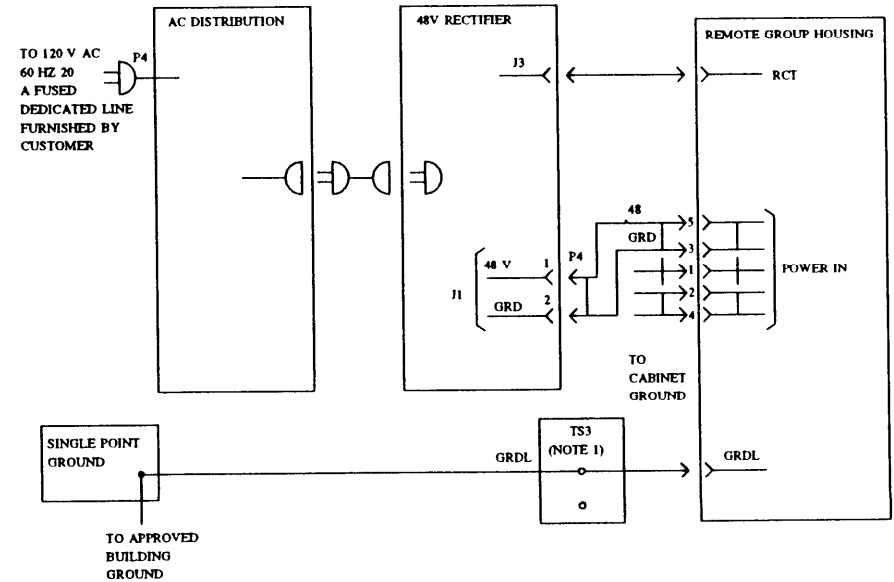 AC DISTRIBUTION
48V RECTIFIER
REMOTE GROUP HOUSING
TO 120 V AC
60 HZ 20
A FUSED
DEDICATED LINE
FURNISHED BY
CUSTOMER
P4
J3
RCT
48
GRD
5
3
1
2
4
POWER IN
J1
48 V
1
GRD
2
P4
TO
CABINET
GROUND
SINGLE POINT
GROUND
GRDL
TS3
(NOTE 1)
GRDL
TO APPROVED
BUILDING
GROUND